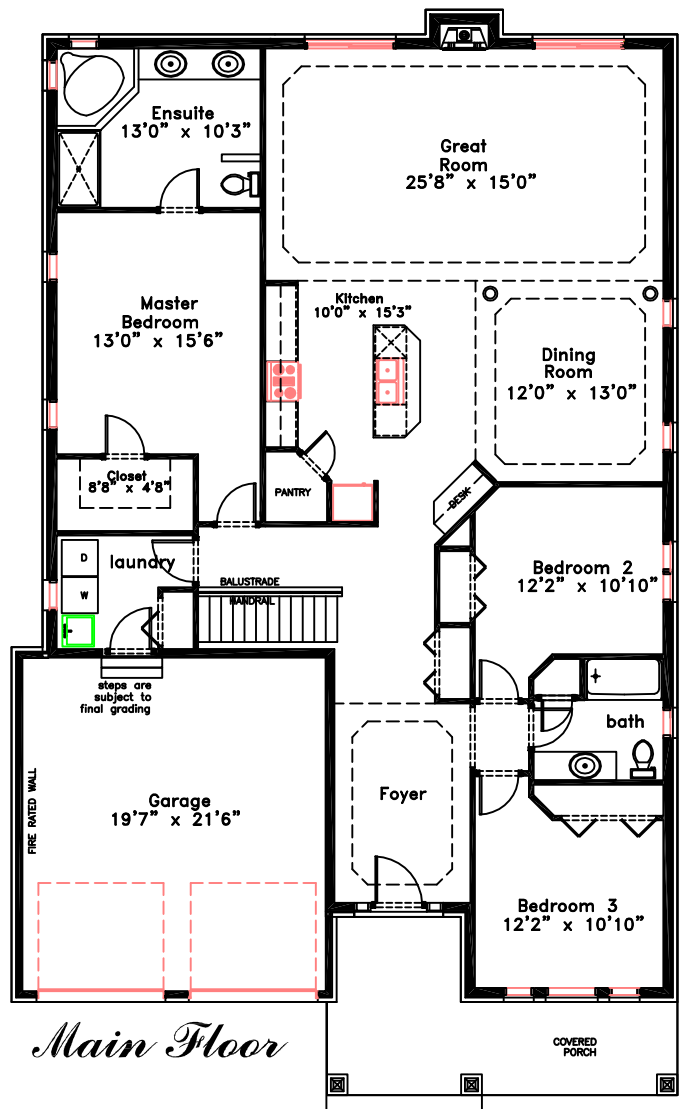 Ensuite
13'0" x 10'3"
Great
Room
25'8" x 15'0"
Master
Bedroom
13'0" x 15'6"
Kitchen
10'0" x 15'3"
Dining
Room
12'0" x 13'0"
Closet
8'8" x 4'8"
PANTRY
DESK
D
laundry
W
BALUSTRADE
HANDRAIL
Bedroom 2
12'2" x 10'10"
steps are
subject to
final grading
bath
FIRE RATED WALL
Garage
19'7" x 21'6"
Foyer
Bedroom 3
12'2" x 10'10"
Main Floor
COVERED
PORCH